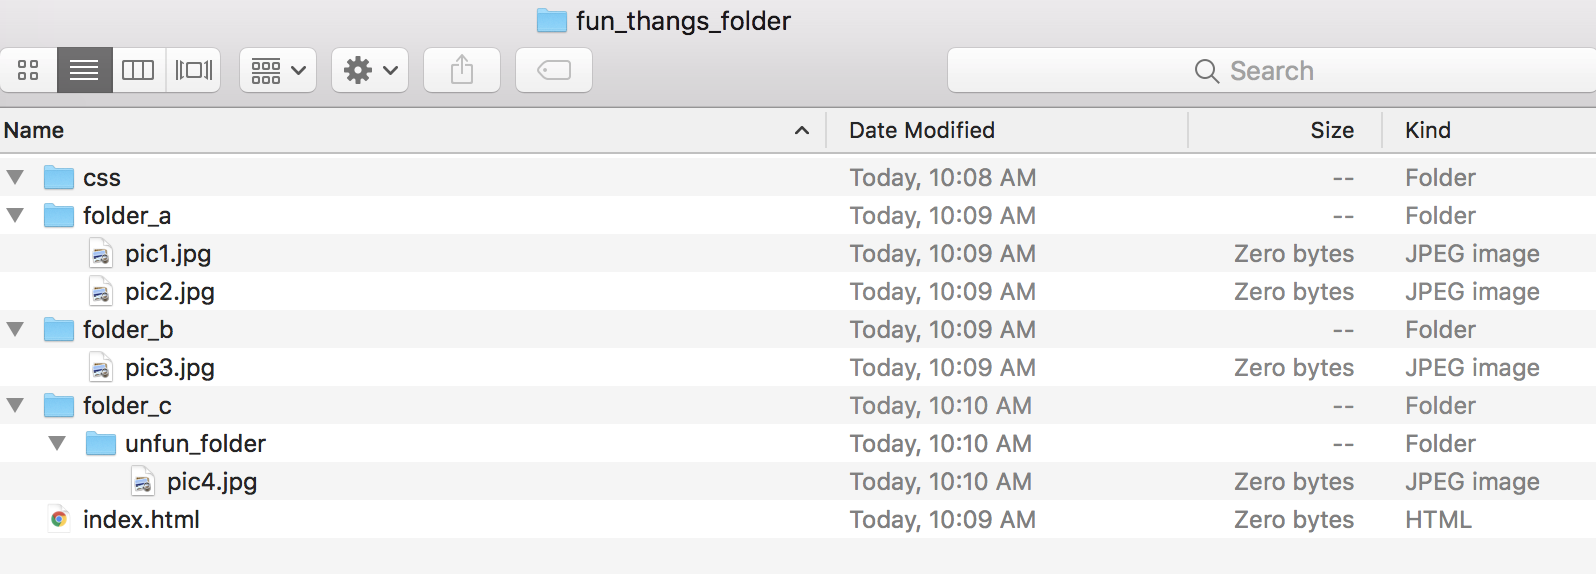 fun_thangs_folder
Search
Name Date Modified Size Kind
css Today, 10:08 AM -- Folder
folder_a Today, 10:09 AM -- Folder
pic1.jpg Today, 10:09 AM Zero bytes JPEG image
pic2.jpg Today, 10:09 AM Zero bytes JPEG image
folder_b Today, 10:09 AM -- Folder
pic3.jpg Today, 10:09 AM Zero bytes JPEG image
folder_c Today, 10:10 AM -- Folder
unfun_folder Today, 10:10 AM -- Folder
pic4.jpg Today, 10:10 AM Zero bytes JPEG image
index.html Today, 10:09 AM Zero bytes HTML